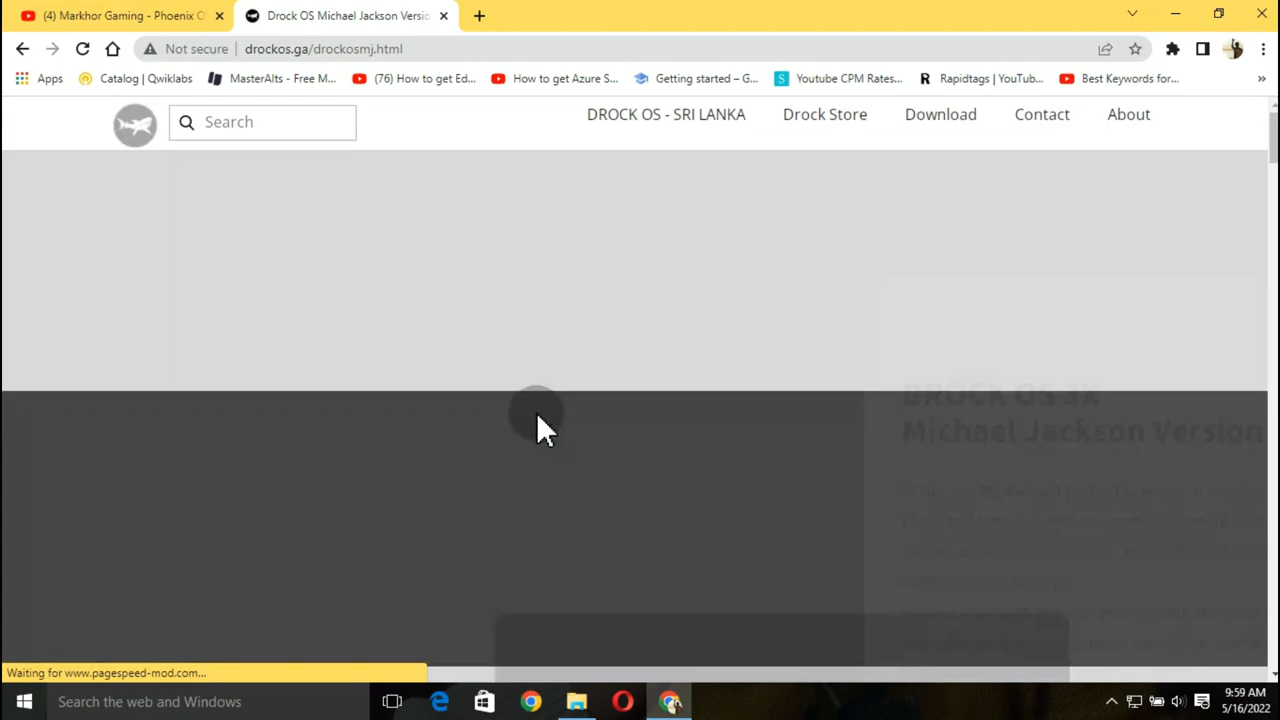 (4) Markhor Gaming - Phoenix O
Drock OS Michael Jackson Versio
Not secure
drockos.ga/drockosmj.html
Apps
Catalog | Qwiklabs
MasterAlts - Free M...
(76) How to get Ed...
How to get Azure S...
Getting started – G...
Youtube CPM Rates...
Rapidtags | YouTub...
Best Keywords for...
Search
DROCK OS - SRI LANKA
Drock Store
Download
Contact
About
DROCK OS 3X
Michael Jackson Version
Waiting for www.pagespeed-mod.com...
Search the web and Windows
9:59 AM
5/16/2022